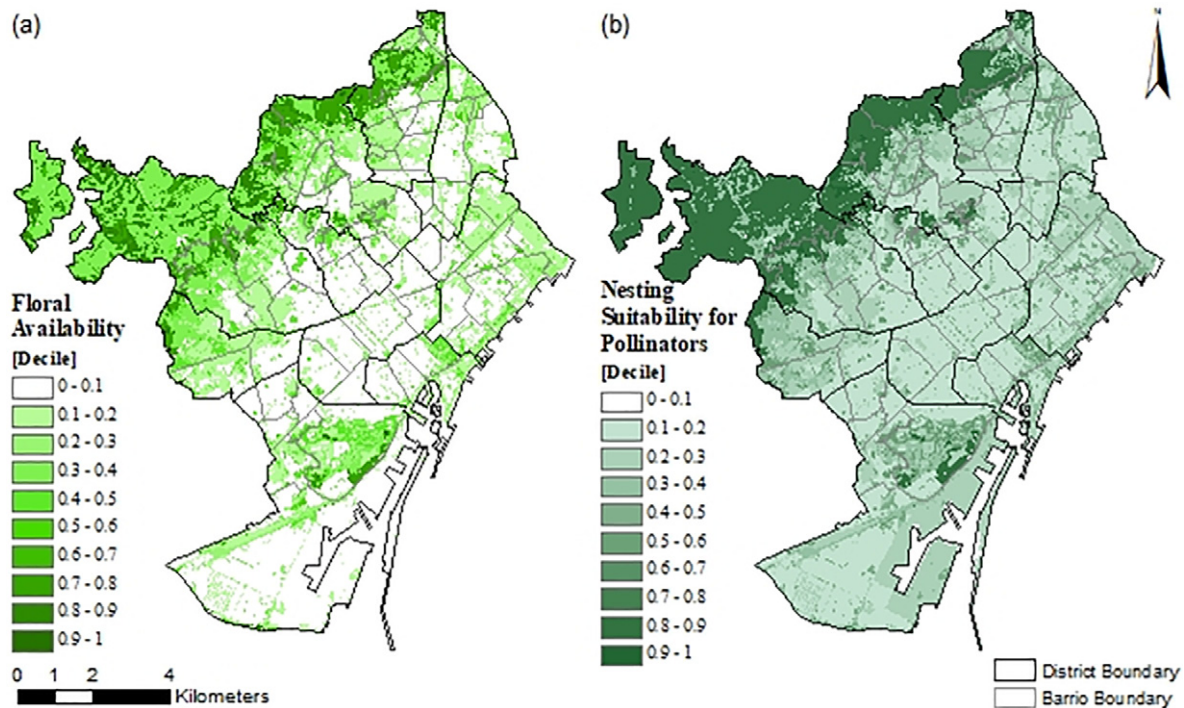 (a)
Floral
Availability
[Decile]
0 - 0.1
0.1 - 0.2
0.2 - 0.3
0.3 - 0.4
0.4 - 0.5
0.5 - 0.6
0.6 - 0.7
0.7 - 0.8
0.8 - 0.9
0.9 - 1
0 1 2 4
Kilometers
(b)
N
Nesting
Suitability for
Pollinators
[Decile]
0 - 0.1
0.1 - 0.2
0.2 - 0.3
0.3 - 0.4
0.4 - 0.5
0.5 - 0.6
0.6 - 0.7
0.7 - 0.8
0.8 - 0.9
0.9 - 1
District Boundary
Barrio Boundary